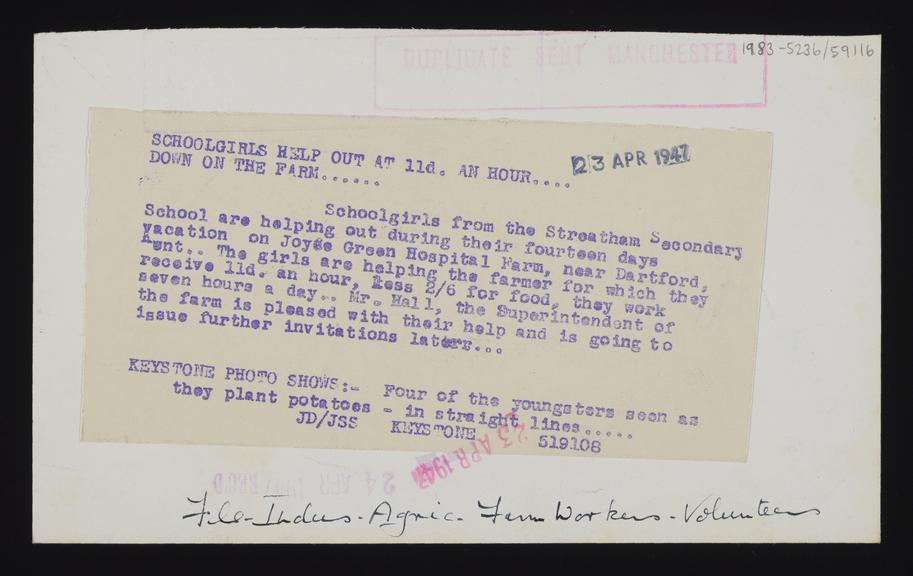 DUPLICATE SENT MANCHESTER
1983-5236/59116
SCHOOLGIRLS HELP OUT AT 11d. AN HOUR....
DOWN ON THE FARM......
23 APR 1947
Schoolgirls from the Streatham Secondary
School are helping out during their fourteen days
vacation on Joyce Green Hospital Farm, near Dartford,
Kent.. The girls are helping the farmer for which they
receive 11d. an hour, less 2/6 for food, they work
seven hours a day.. Mr. Hall, the Superintendent of
the farm is pleased with their help and is going to
issue further invitations laterr...
KEYSTONE PHOTO SHOWS:- Four of the youngsters seen as
they plant potatoes - in straight lines.....
JD/JSS KEYSTONE 519108
23 APR 1947
24 APR 1947 RECD
File-Indus-Agric-Farm Workers-Volunteers